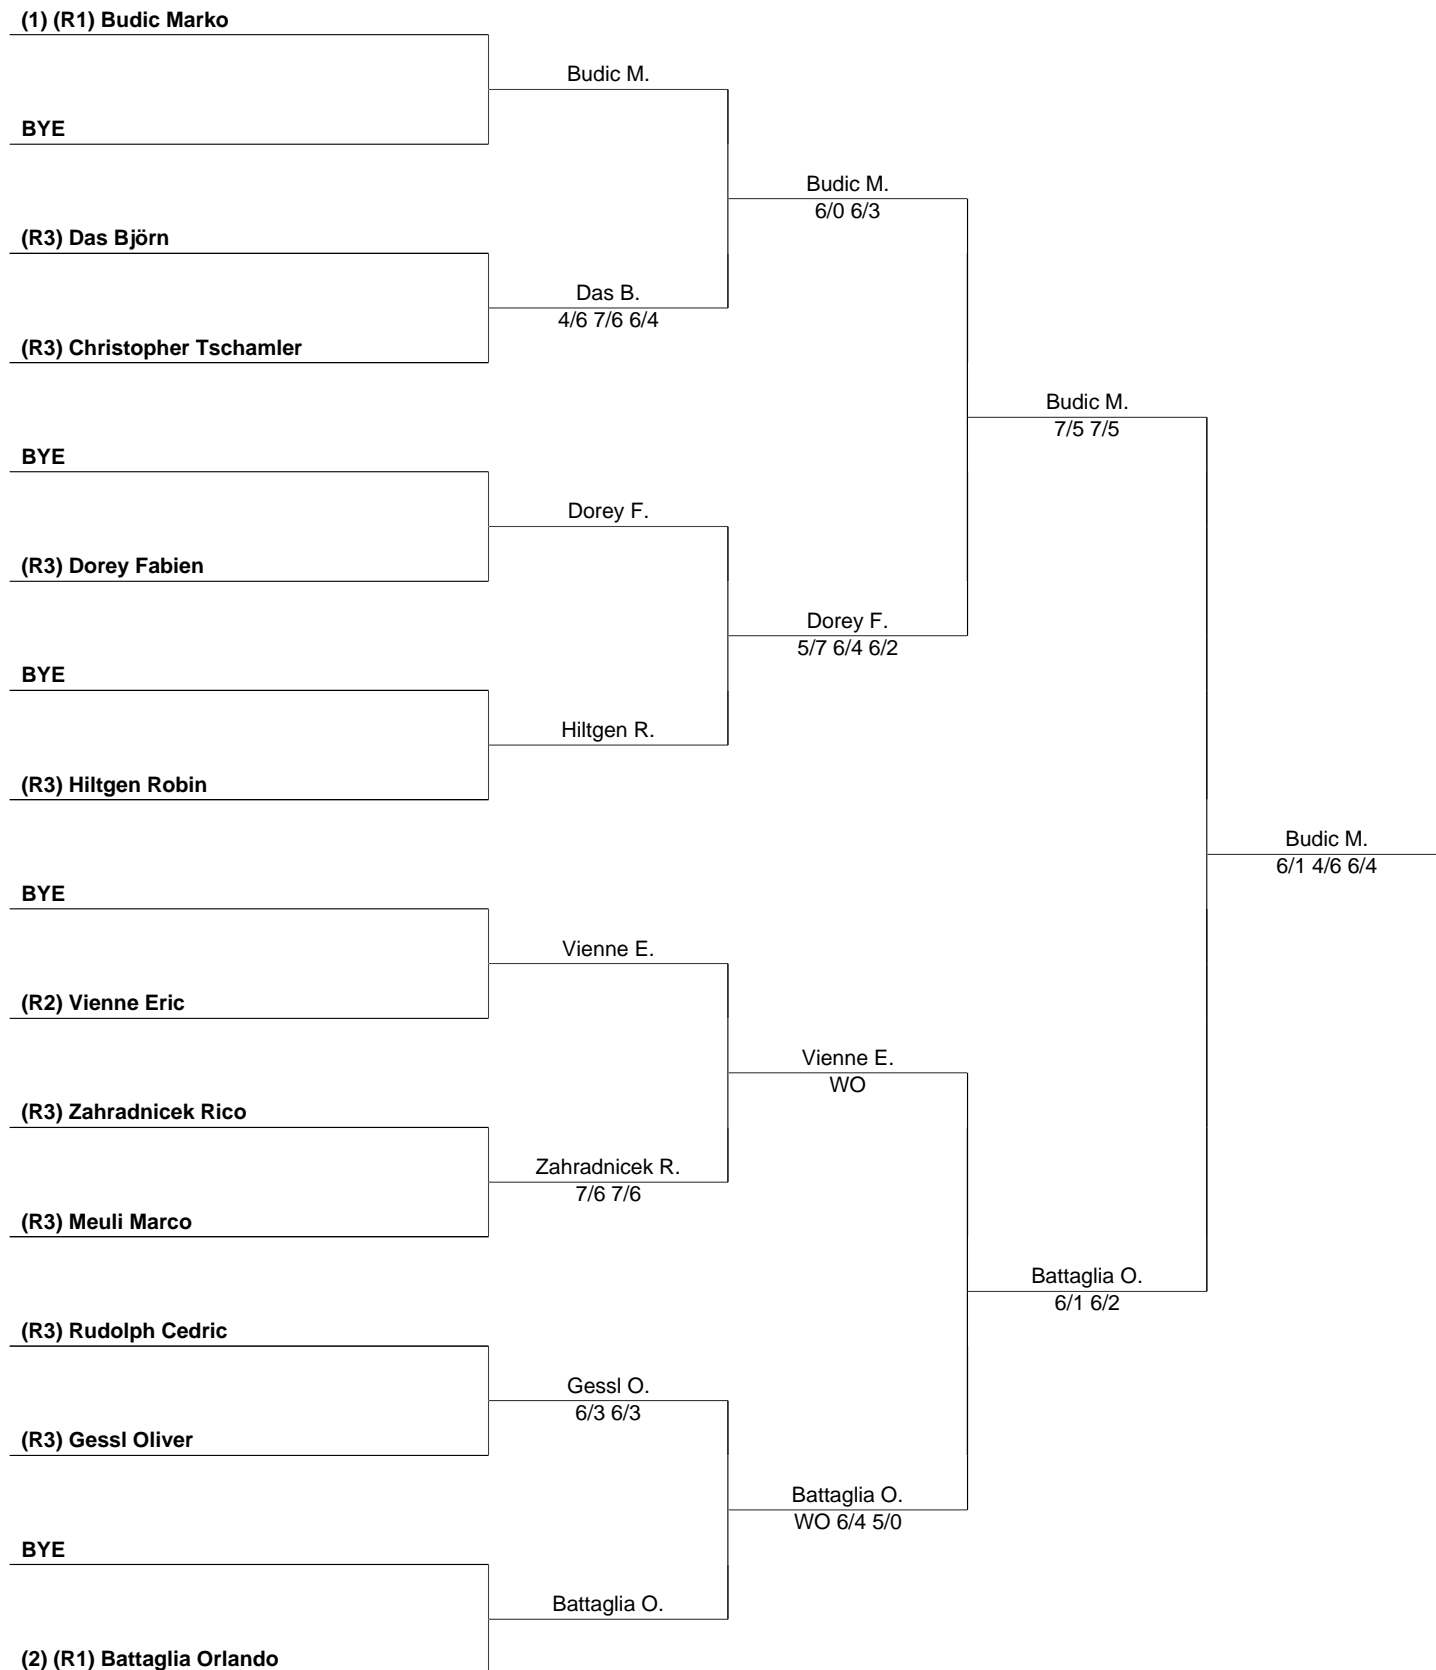 (1) (R1) Budic Marko
Budic M.
BYE
Budic M.
6/0 6/3
(R3) Das Björn
Das B.
4/6 7/6 6/4
(R3) Christopher Tschamler
Budic M.
7/5 7/5
BYE
Dorey F.
(R3) Dorey Fabien
Dorey F.
5/7 6/4 6/2
BYE
Hiltgen R.
(R3) Hiltgen Robin
Budic M.
6/1 4/6 6/4
BYE
Vienne E.
(R2) Vienne Eric
Vienne E.
WO
(R3) Zahradnicek Rico
Zahradnicek R.
7/6 7/6
(R3) Meuli Marco
Battaglia O.
6/1 6/2
(R3) Rudolph Cedric
Gessl O.
6/3 6/3
(R3) Gessl Oliver
Battaglia O.
WO 6/4 5/0
BYE
Battaglia O.
(2) (R1) Battaglia Orlando